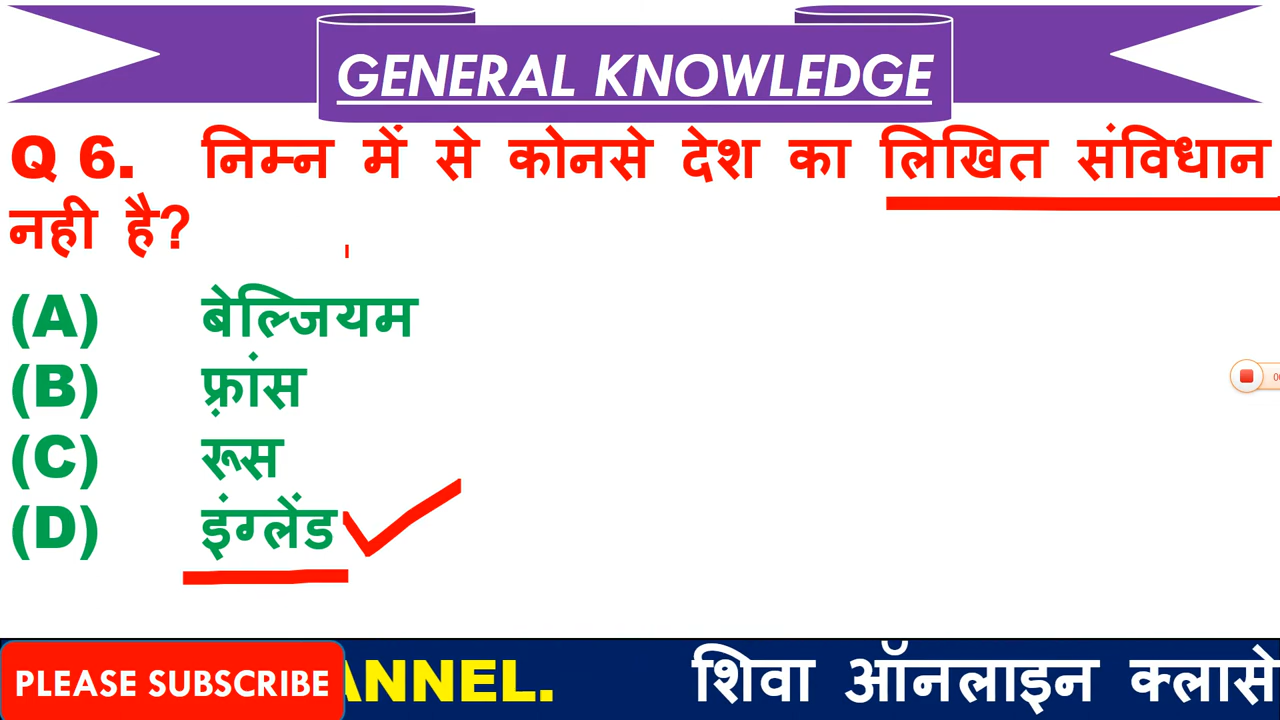 GENERAL KNOWLEDGE
Q 6. निम्न में से कोनसे देश का लिखित संविधान
नही है?
(A) बेल्जियम
(B) फ़्रांस
(C) रूस
(D) इंग्लेंड
PLEASE SUBSCRIBE ANNEL. शिवा ऑनलाइन क्लासे